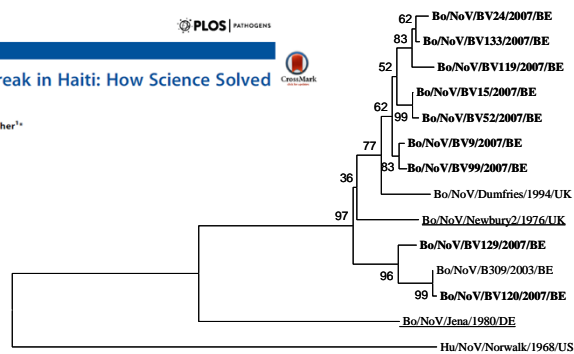 PLOS | PATHOGENS
reak in Haiti: How Science Solved
CrossMark
her¹*
62
Bo/NoV/BV24/2007/BE
83
Bo/NoV/BV133/2007/BE
52
Bo/NoV/BV119/2007/BE
Bo/NoV/BV15/2007/BE
62
99
Bo/NoV/BV52/2007/BE
77
Bo/NoV/BV9/2007/BE
83
Bo/NoV/BV99/2007/BE
36
Bo/NoV/Dumfries/1994/UK
97
Bo/NoV/Newbury2/1976/UK
Bo/NoV/BV129/2007/BE
96
Bo/NoV/B309/2003/BE
99
Bo/NoV/BV120/2007/BE
Bo/NoV/Jena/1980/DE
Hu/NoV/Norwalk/1968/US